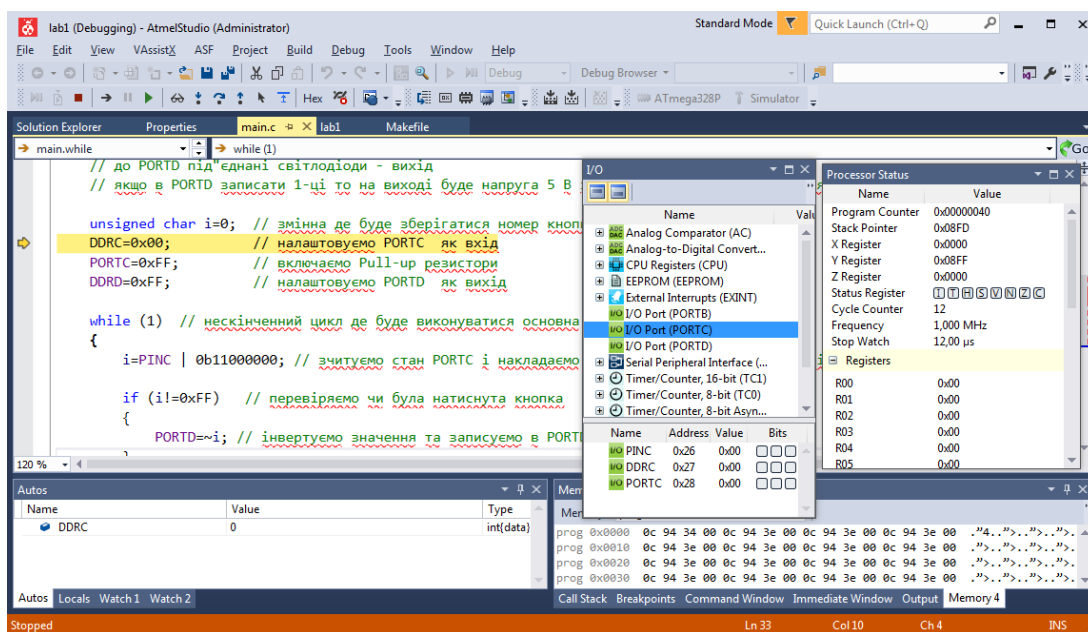 lab1 (Debugging) - AtmelStudio (Administrator)
Standard Mode
Quick Launch (Ctrl+Q)
File Edit View VAssistX ASF Project Build Debug Tools Window Help
Debug
Debug Browser
Hex
ATmega328P Simulator
Solution Explorer Properties main.c lab1 Makefile
main.while
while (1)
Go
// до PORTD під"єднані світлодіоди - вихід
// якщо в PORTD записати 1-ці то на виході буде напруга 5 В
unsigned char i=0; // змінна де буде зберігатися номер
DDRC=0x00; // налаштовуємо PORTC як вхід
PORTC=0xFF; // включаємо Pull-up резистори
DDRD=0xFF; // налаштовуємо PORTD як вихід
while (1) // нескінченний цикл де буде виконуватися основна
{
i=PINC | 0b11000000; // зчитуємо стан PORTC і накладаємо
if (i!=0xFF) // перевіряємо чи була натиснута кнопка
{
PORTD=~i; // інвертуємо значення та записуємо в
120 %
I/O
Name
Analog Comparator (AC)
Analog-to-Digital Convert...
CPU Registers (CPU)
EEPROM (EEPROM)
External Interrupts (EXINT)
I/O Port (PORTB)
I/O Port (PORTC)
I/O Port (PORTD)
Serial Peripheral Interface (...
Timer/Counter, 16-bit (TC1)
Timer/Counter, 8-bit (TC0)
Timer/Counter, 8-bit Asyn...
Name Address Value Bits
PINC 0x26 0x00
DDRC 0x27 0x00
PORTC 0x28 0x00
Processor Status
Name Value
Program Counter 0x00000040
Stack Pointer 0x08FD
X Register 0x0000
Y Register 0x08FF
Z Register 0x0000
Status Register I T H S V N Z C
Cycle Counter 12
Frequency 1,000 MHz
Stop Watch 12,00 µs
Registers
R00 0x00
R01 0x00
R02 0x00
R03 0x00
R04 0x00
R05 0x00
Autos
Name Value Type
DDRC 0 int{data}
Autos Locals Watch 1 Watch 2
prog 0x0000 0c 94 34 00 0c 94 3e 00 0c 94 3e 00 0c 94 3e 00 ."4..">..">..">.
prog 0x0010 0c 94 3e 00 0c 94 3e 00 0c 94 3e 00 0c 94 3e 00 .">..">..">..">.
prog 0x0020 0c 94 3e 00 0c 94 3e 00 0c 94 3e 00 0c 94 3e 00 .">..">..">..">.
prog 0x0030 0c 94 3e 00 0c 94 3e 00 0c 94 3e 00 0c 94 3e 00 .">..">..">..">.
Call Stack Breakpoints Command Window Immediate Window Output Memory 4
Stopped Ln 33 Col 10 Ch 4 INS